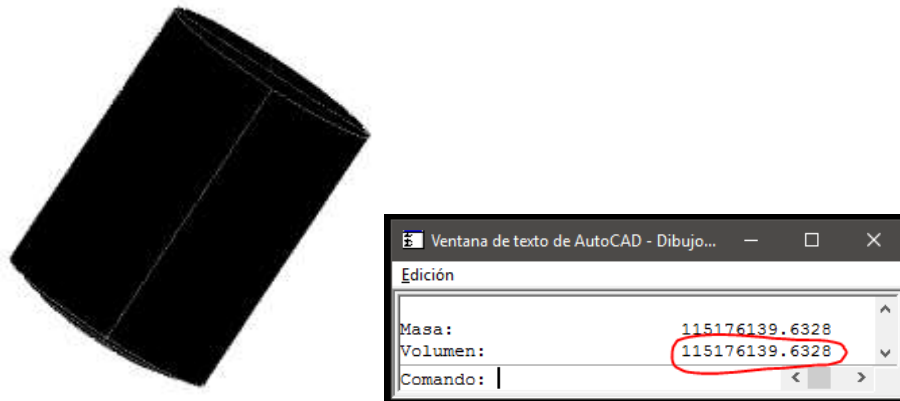 Ventana de texto de AutoCAD - Dibujo...
Edición
Masa: 115176139.6328
Volumen: 115176139.6328
Comando: